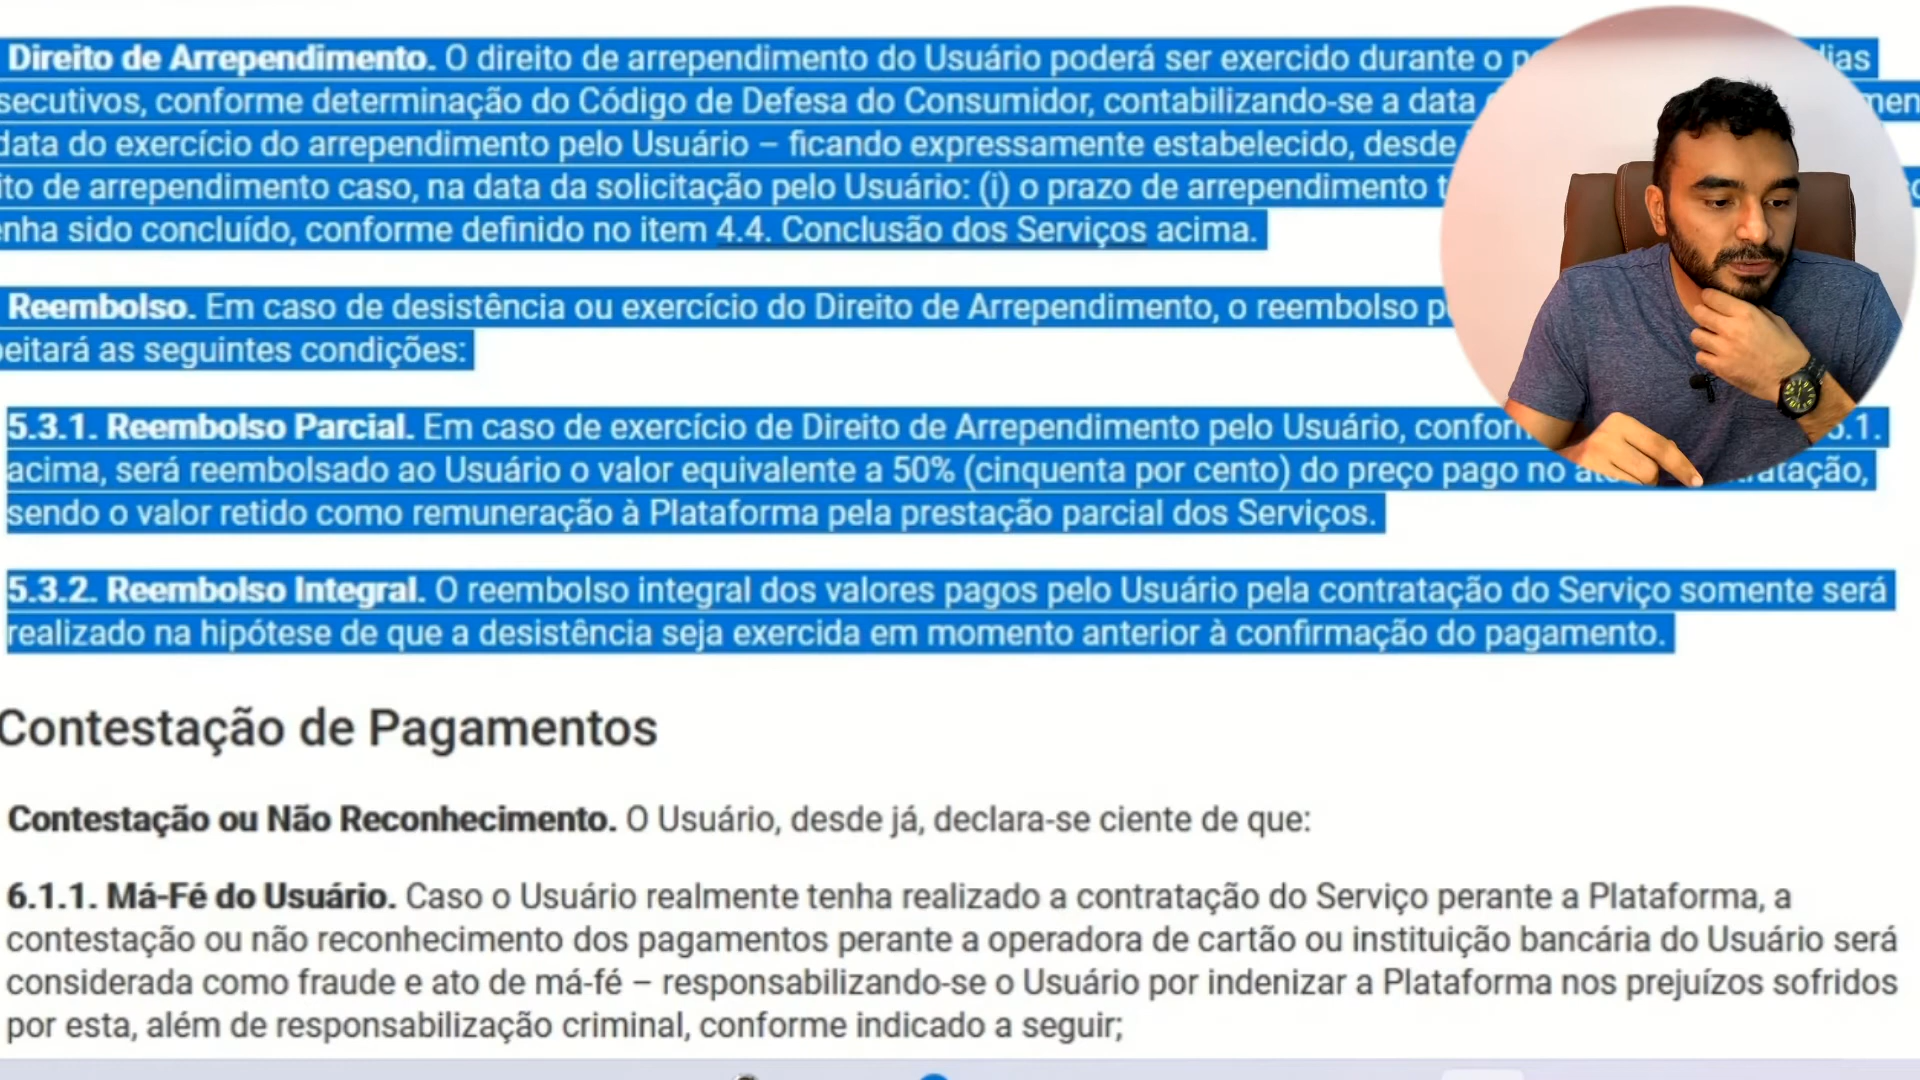 Direito de Arrependimento. O direito de arrependimento do Usuário poderá ser exercido durante o dias
secutivos, conforme determinação do Código de Defesa do Consumidor, contabilizando-se a data
data do exercício do arrependimento pelo Usuário – ficando expressamente estabelecido, desde
ito de arrependimento caso, na data da solicitação pelo Usuário: (i) o prazo de arrependimento
enha sido concluído, conforme definido no item 4.4. Conclusão dos Serviços acima.
Reembolso. Em caso de desistência ou exercício do Direito de Arrependimento, o reembolso
peitará as seguintes condições:
5.3.1. Reembolso Parcial. Em caso de exercício de Direito de Arrependimento pelo Usuário, .1.
acima, será reembolsado ao Usuário o valor equivalente a 50% (cinquenta por cento) do preço pago no ratação,
sendo o valor retido como remuneração à Plataforma pela prestação parcial dos Serviços.
5.3.2. Reembolso Integral. O reembolso integral dos valores pagos pelo Usuário pela contratação do Serviço somente será
realizado na hipótese de que a desistência seja exercida em momento anterior à confirmação do pagamento.
Contestação de Pagamentos
Contestação ou Não Reconhecimento. O Usuário, desde já, declara-se ciente de que:
6.1.1. Má-Fé do Usuário. Caso o Usuário realmente tenha realizado a contratação do Serviço perante a Plataforma, a
contestação ou não reconhecimento dos pagamentos perante a operadora de cartão ou instituição bancária do Usuário será
considerada como fraude e ato de má-fé – responsabilizando-se o Usuário por indenizar a Plataforma nos prejuízos sofridos
por esta, além de responsabilização criminal, conforme indicado a seguir;